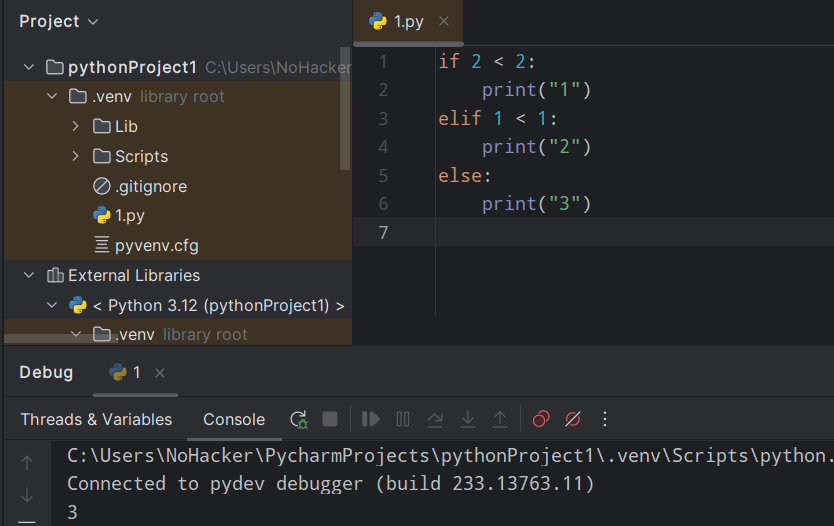 Project
1.py
pythonProject1 C:\Users\NoHacker
.venv library root
Lib
Scripts
.gitignore
1.py
pyvenv.cfg
External Libraries
< Python 3.12 (pythonProject1) >
.venv library root
1 if 2 < 2:
2 print("1")
3 elif 1 < 1:
4 print("2")
5 else:
6 print("3")
7
Debug 1
Threads & Variables Console
C:\Users\NoHacker\PycharmProjects\pythonProject1\.venv\Scripts\python.
Connected to pydev debugger (build 233.13763.11)
3